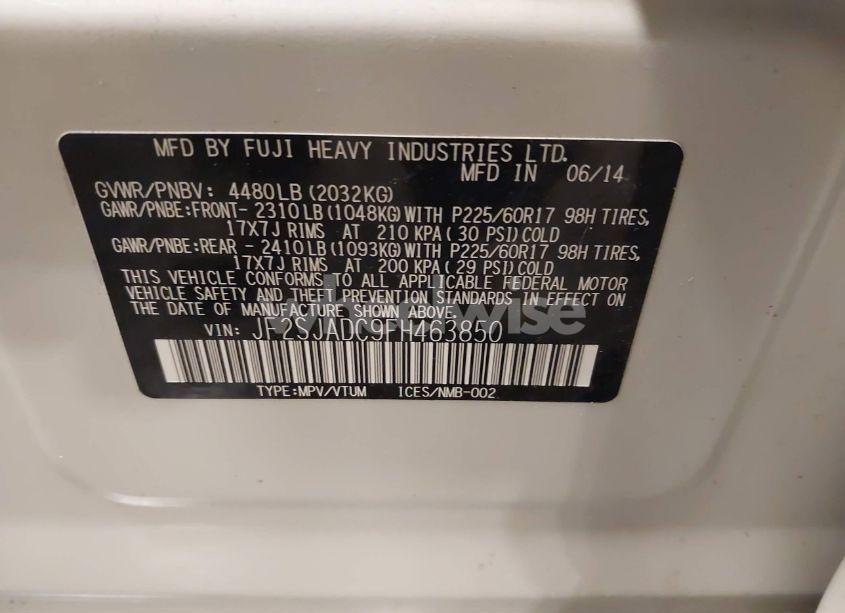 MFD BY FUJI HEAVY INDUSTRIES LTD.
MFD IN 06/14
GVWR/PNBV: 4480LB(2032KG)
GAWR/PNBE:FRONT- 2310LB(1048KG)WITH P225/60R17 98H TIRES,
17X7J RIMS AT 210 KPA(30 PSI)COLD
GAWR/PNBE:REAR -2410LB(1093KG)WITH P225/60R17 98H TIRES,
17X7J RIMS AT 200 KPA(29 PSI)COLD
THIS VEHICLE CONFORMS TO ALL APPLICABLE FEDERAL MOTOR
VEHICLE SAFETY AND THEFT PREVENTION STANDARDS IN EFFECT ON
THE DATE OF MANUFACTURE SHOWN ABOVE.
VIN: JF2SJADC9FH463850
TYPE:MPV/VTUM ICES/NMB-002